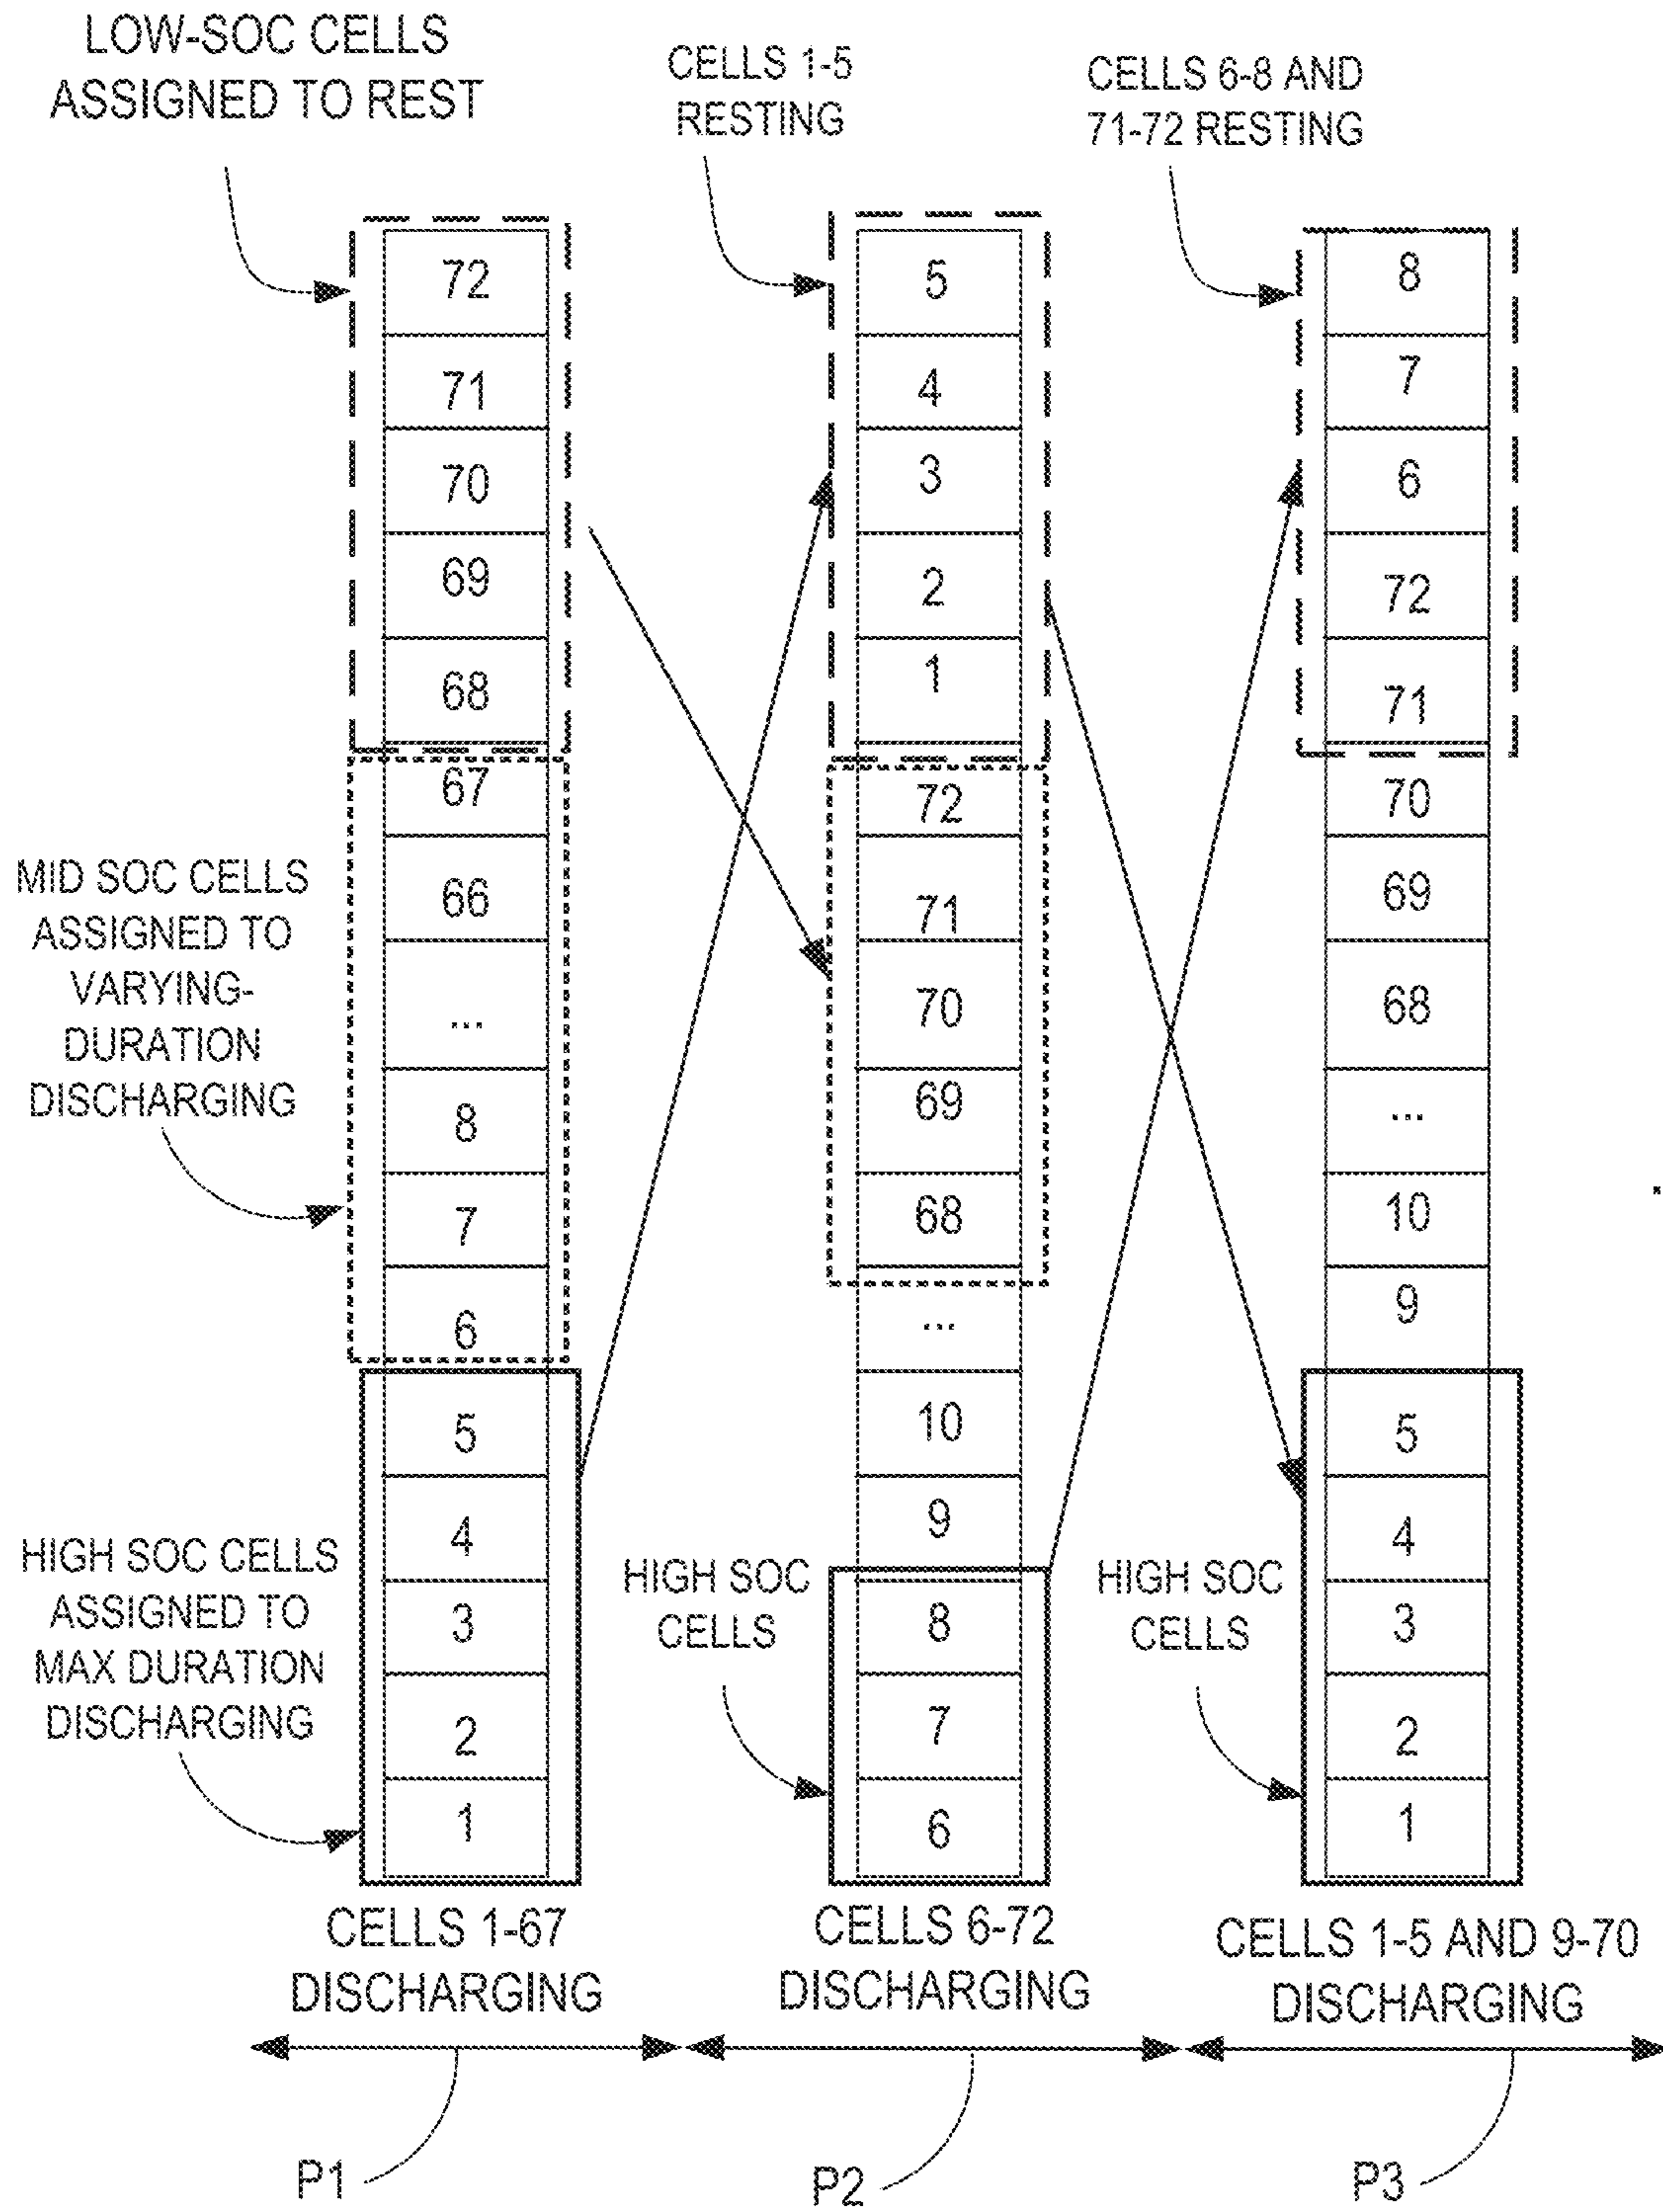 LOW-SOC CELLS
ASSIGNED TO REST
CELLS 1-5
RESTING
CELLS 6-8 AND
71-72 RESTING
72
71
70
69
68
67
66
...
8
7
6
5
4
3
2
1
MID SOC CELLS
ASSIGNED TO
VARYING-
DURATION
DISCHARGING
HIGH SOC CELLS
ASSIGNED TO
MAX DURATION
DISCHARGING
5
4
3
2
1
72
71
70
69
68
...
10
9
8
7
6
HIGH SOC
CELLS
8
7
6
72
71
70
69
68
...
10
9
5
4
3
2
1
HIGH SOC
CELLS
CELLS 1-67
DISCHARGING
CELLS 6-72
DISCHARGING
CELLS 1-5 AND 9-70
DISCHARGING
P1
P2
P3